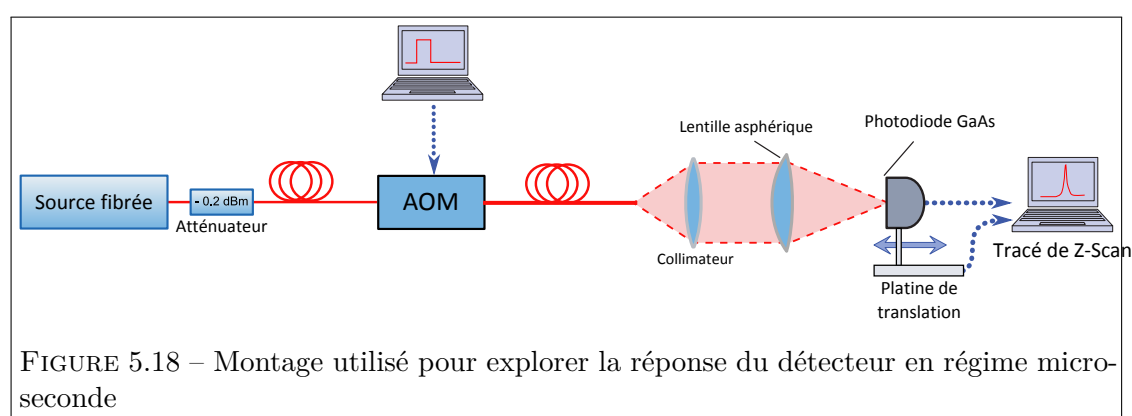 Source fibrée
- 0,2 dBm
Atténuateur
AOM
Collimateur
Lentille asphérique
Photodiode GaAs
Platine de
translation
Tracé de Z-Scan
FIGURE 5.18 – Montage utilisé pour explorer la réponse du détecteur en régime micro-
seconde